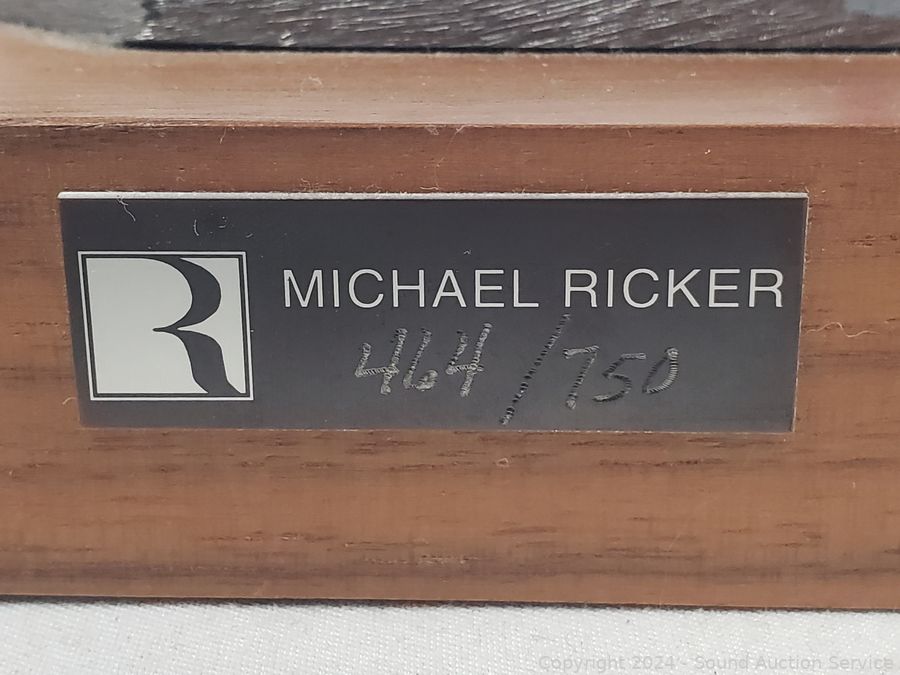 R
MICHAEL RICKER
464/750
Copyright 2024 - Sound Auction Service